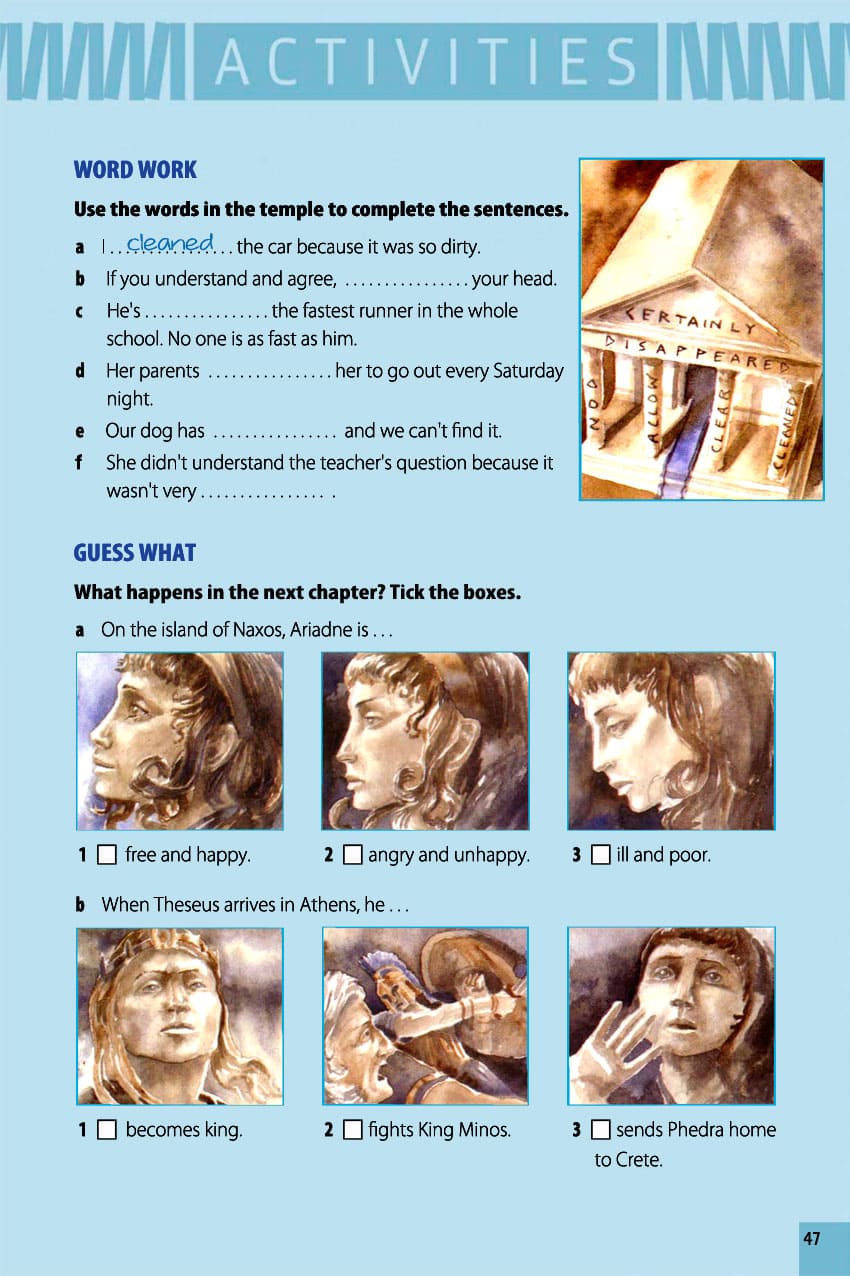 ACTIVITIES
WORD WORK
Use the words in the temple to complete the sentences.
a I . . cleaned . . the car because it was so dirty.
b If you understand and agree, ................ your head.
c He's ................ the fastest runner in the whole
school. No one is as fast as him.
d Her parents ................ her to go out every Saturday
night.
e Our dog has ................ and we can't find it.
f She didn't understand the teacher's question because it
wasn't very ................ .
CERTAINLY
DISAPPEARED
NOD
ALLOW
CLEAR
CLEANED
GUESS WHAT
What happens in the next chapter? Tick the boxes.
a On the island of Naxos, Ariadne is . . .
1 ☐ free and happy. 2 ☐ angry and unhappy. 3 ☐ ill and poor.
b When Theseus arrives in Athens, he . . .
1 ☐ becomes king. 2 ☐ fights King Minos. 3 ☐ sends Phedra home
to Crete.
47